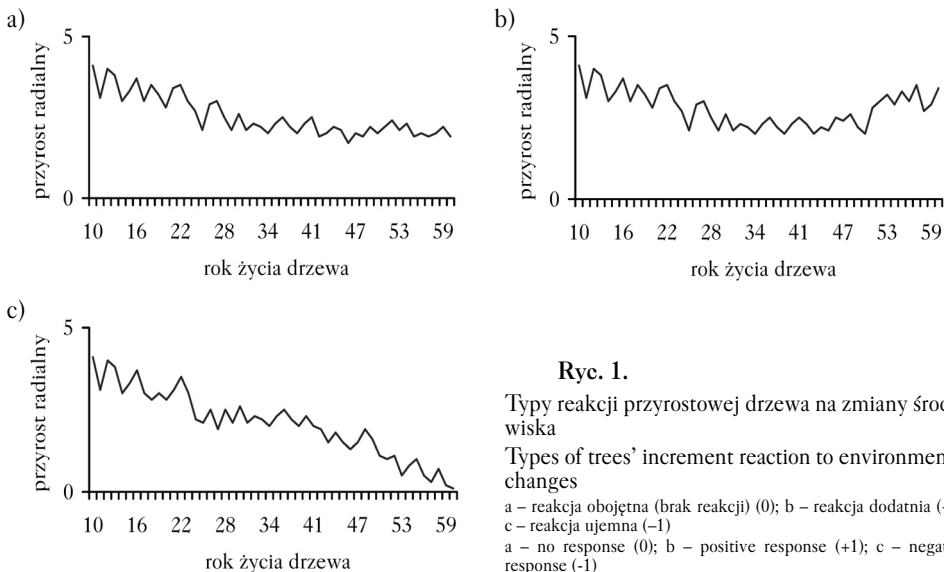 a)
5
przyrost radialny
0
10 16 22 28 34 41 47 53 59
rok życia drzewa
b)
5
przyrost radialny
0
10 16 22 28 34 41 47 53 59
rok życia drzewa
c)
5
przyrost radialny
0
10 16 22 28 34 41 47 53 59
rok życia drzewa
Ryc. 1.
Typy reakcji przyrostowej drzewa na zmiany środ
wiska
Types of trees' increment reaction to environmen
changes
a – reakcja obojętna (brak reakcji) (0); b – reakcja dodatnia (
c – reakcja ujemna (–1)
a – no response (0); b – positive response (+1); c – nega
response (-1)